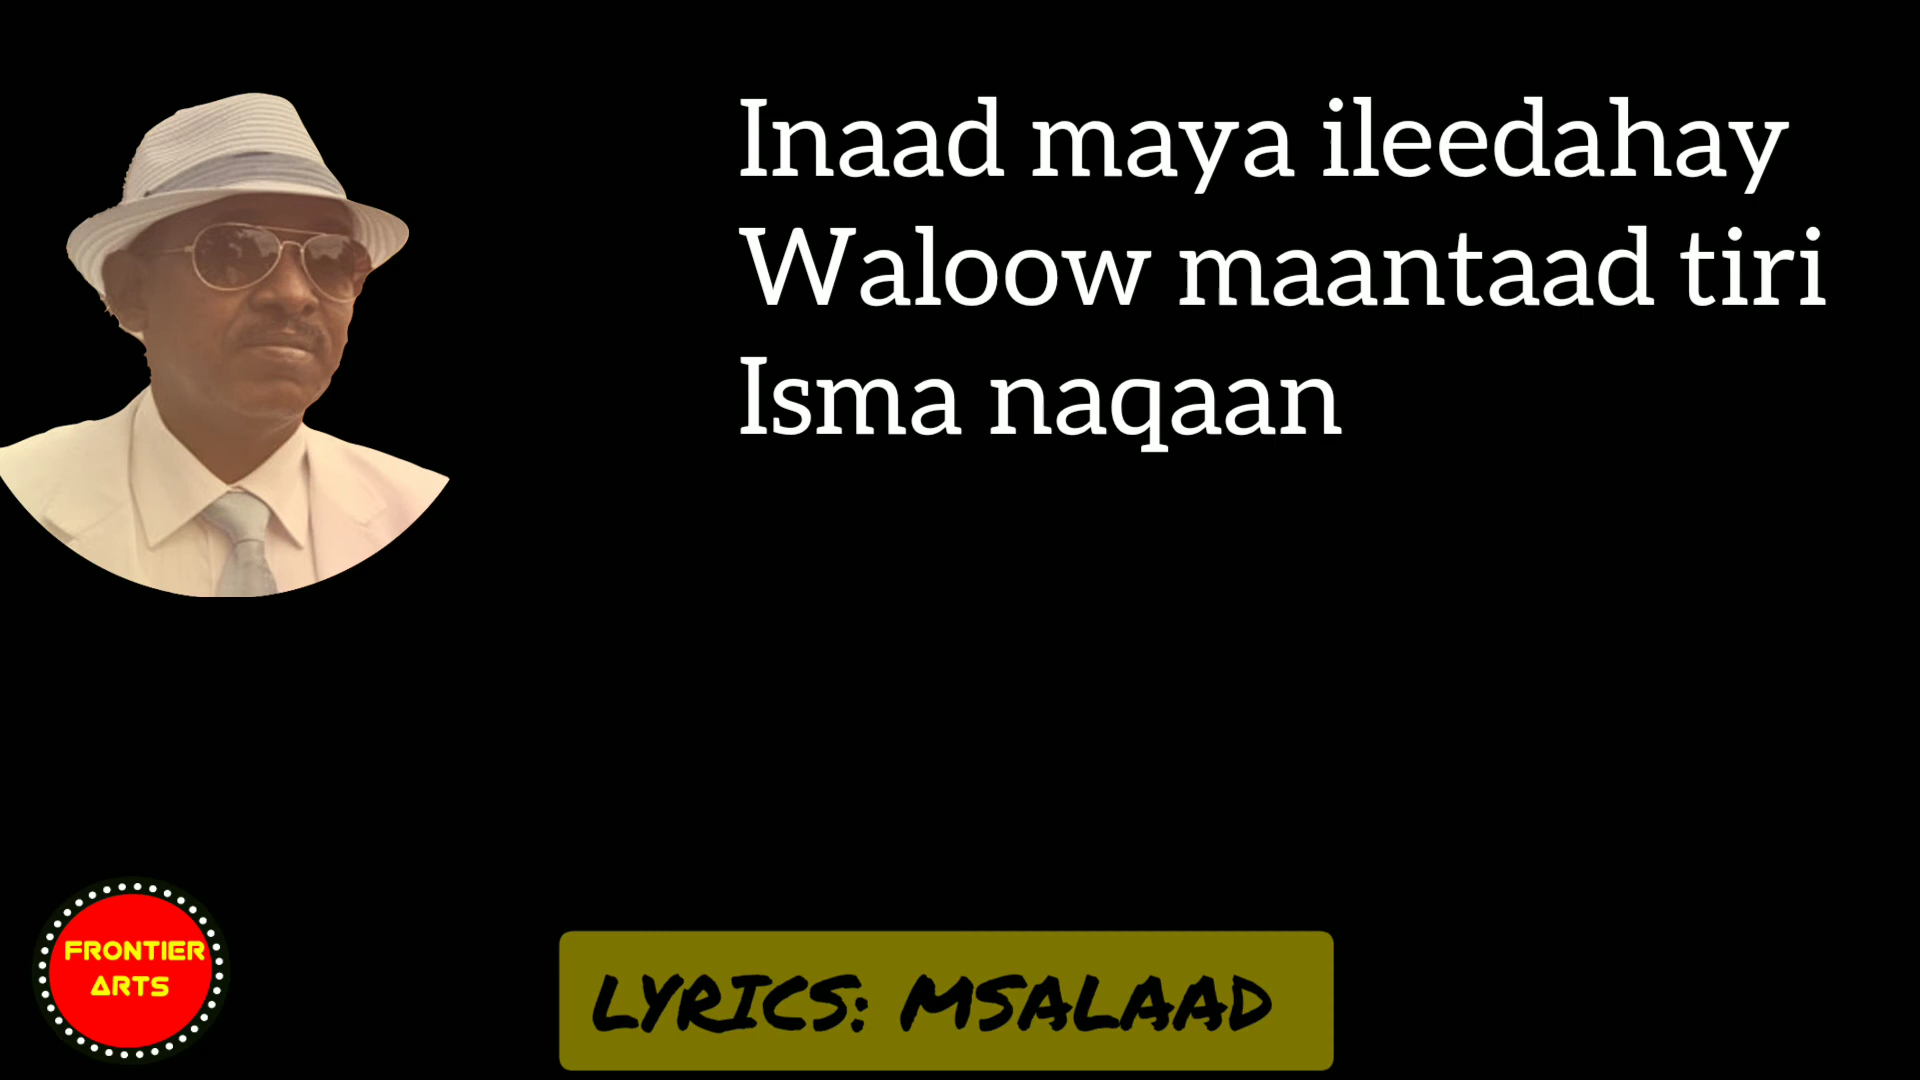 Inaad maya ileedahay
Waloow maantaad tiri
Isma naqaan
FRONTIER
ARTS
LYRICS: MSALAAD